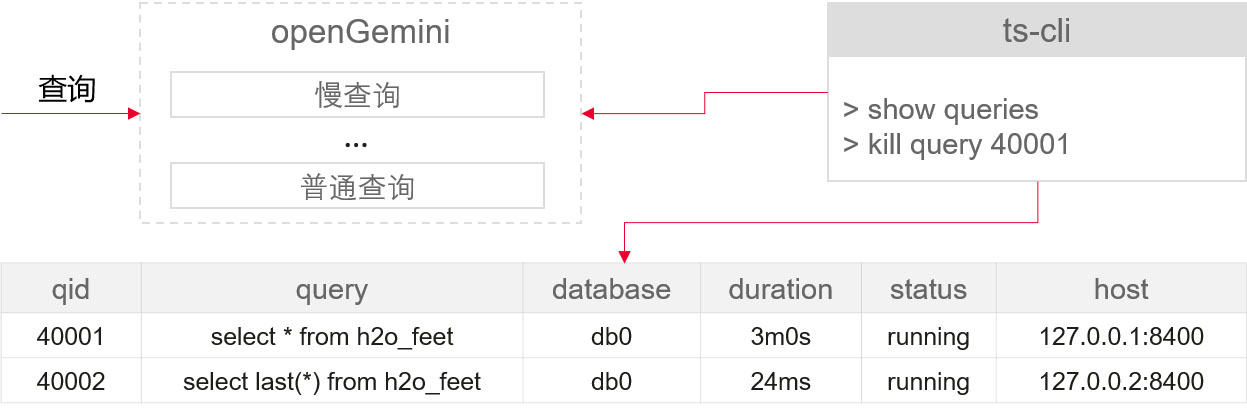 查询
openGemini
慢查询
...
普通查询
ts-cli
> show queries
> kill query 40001
qid query database duration status host
40001 select * from h2o_feet db0 3m0s running 127.0.0.1:8400
40002 select last(*) from h2o_feet db0 24ms running 127.0.0.2:8400